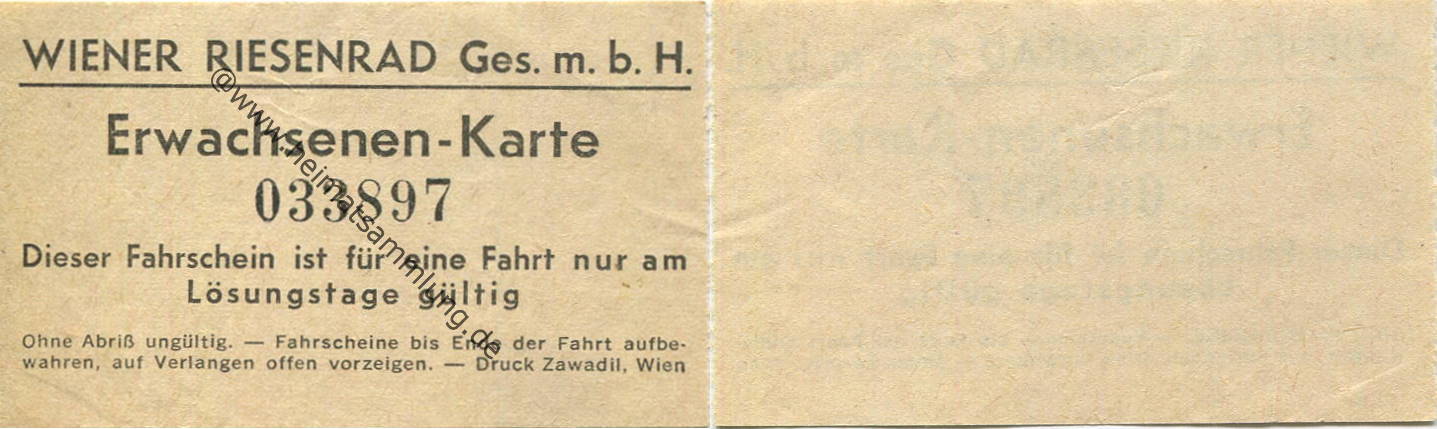 WIENER RIESENRAD Ges. m. b. H.
Erwachsenen-Karte
033897
Dieser Fahrschein ist für eine Fahrt nur am
Lösungstage gültig
Ohne Abriß ungültig. — Fahrscheine bis Ende der Fahrt aufbe-
wahren, auf Verlangen offen vorzeigen. — Druck Zawadil, Wien
@www.heimatsammlung.de